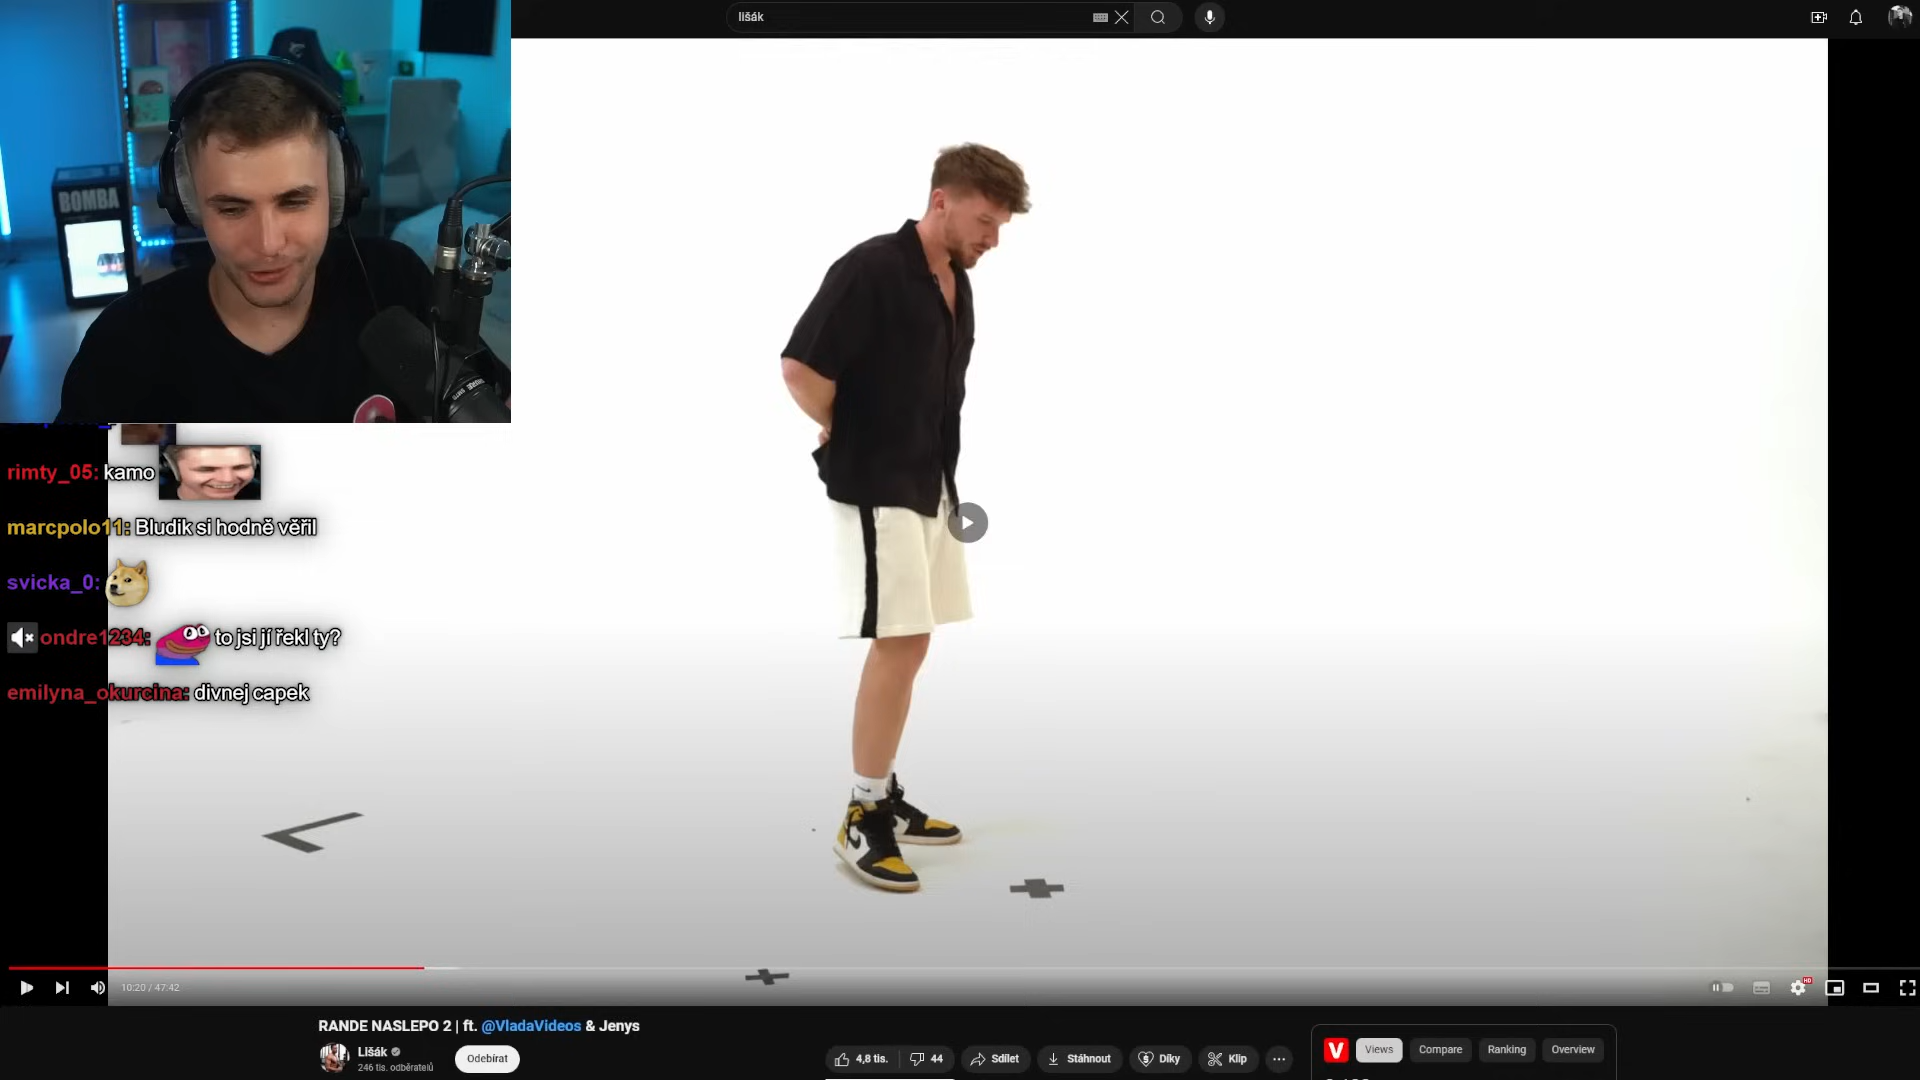 lišák
BOMBA
rimty_05: kamo
marcpolo11: Bludik si hodně věřil
svicka_0:
ondre1234: to jsi jí řekl ty?
emilyna_okurcina: divnej capek
10:20 / 47:42
HD
RANDE NASLEPO 2 | ft. @VladaVideos & Jenys
Lišák
246 tis. odběratelů
Odebírat
4,8 tis.
44
Sdílet
Stáhnout
Díky
Klip
Views
Compare
Ranking
Overview